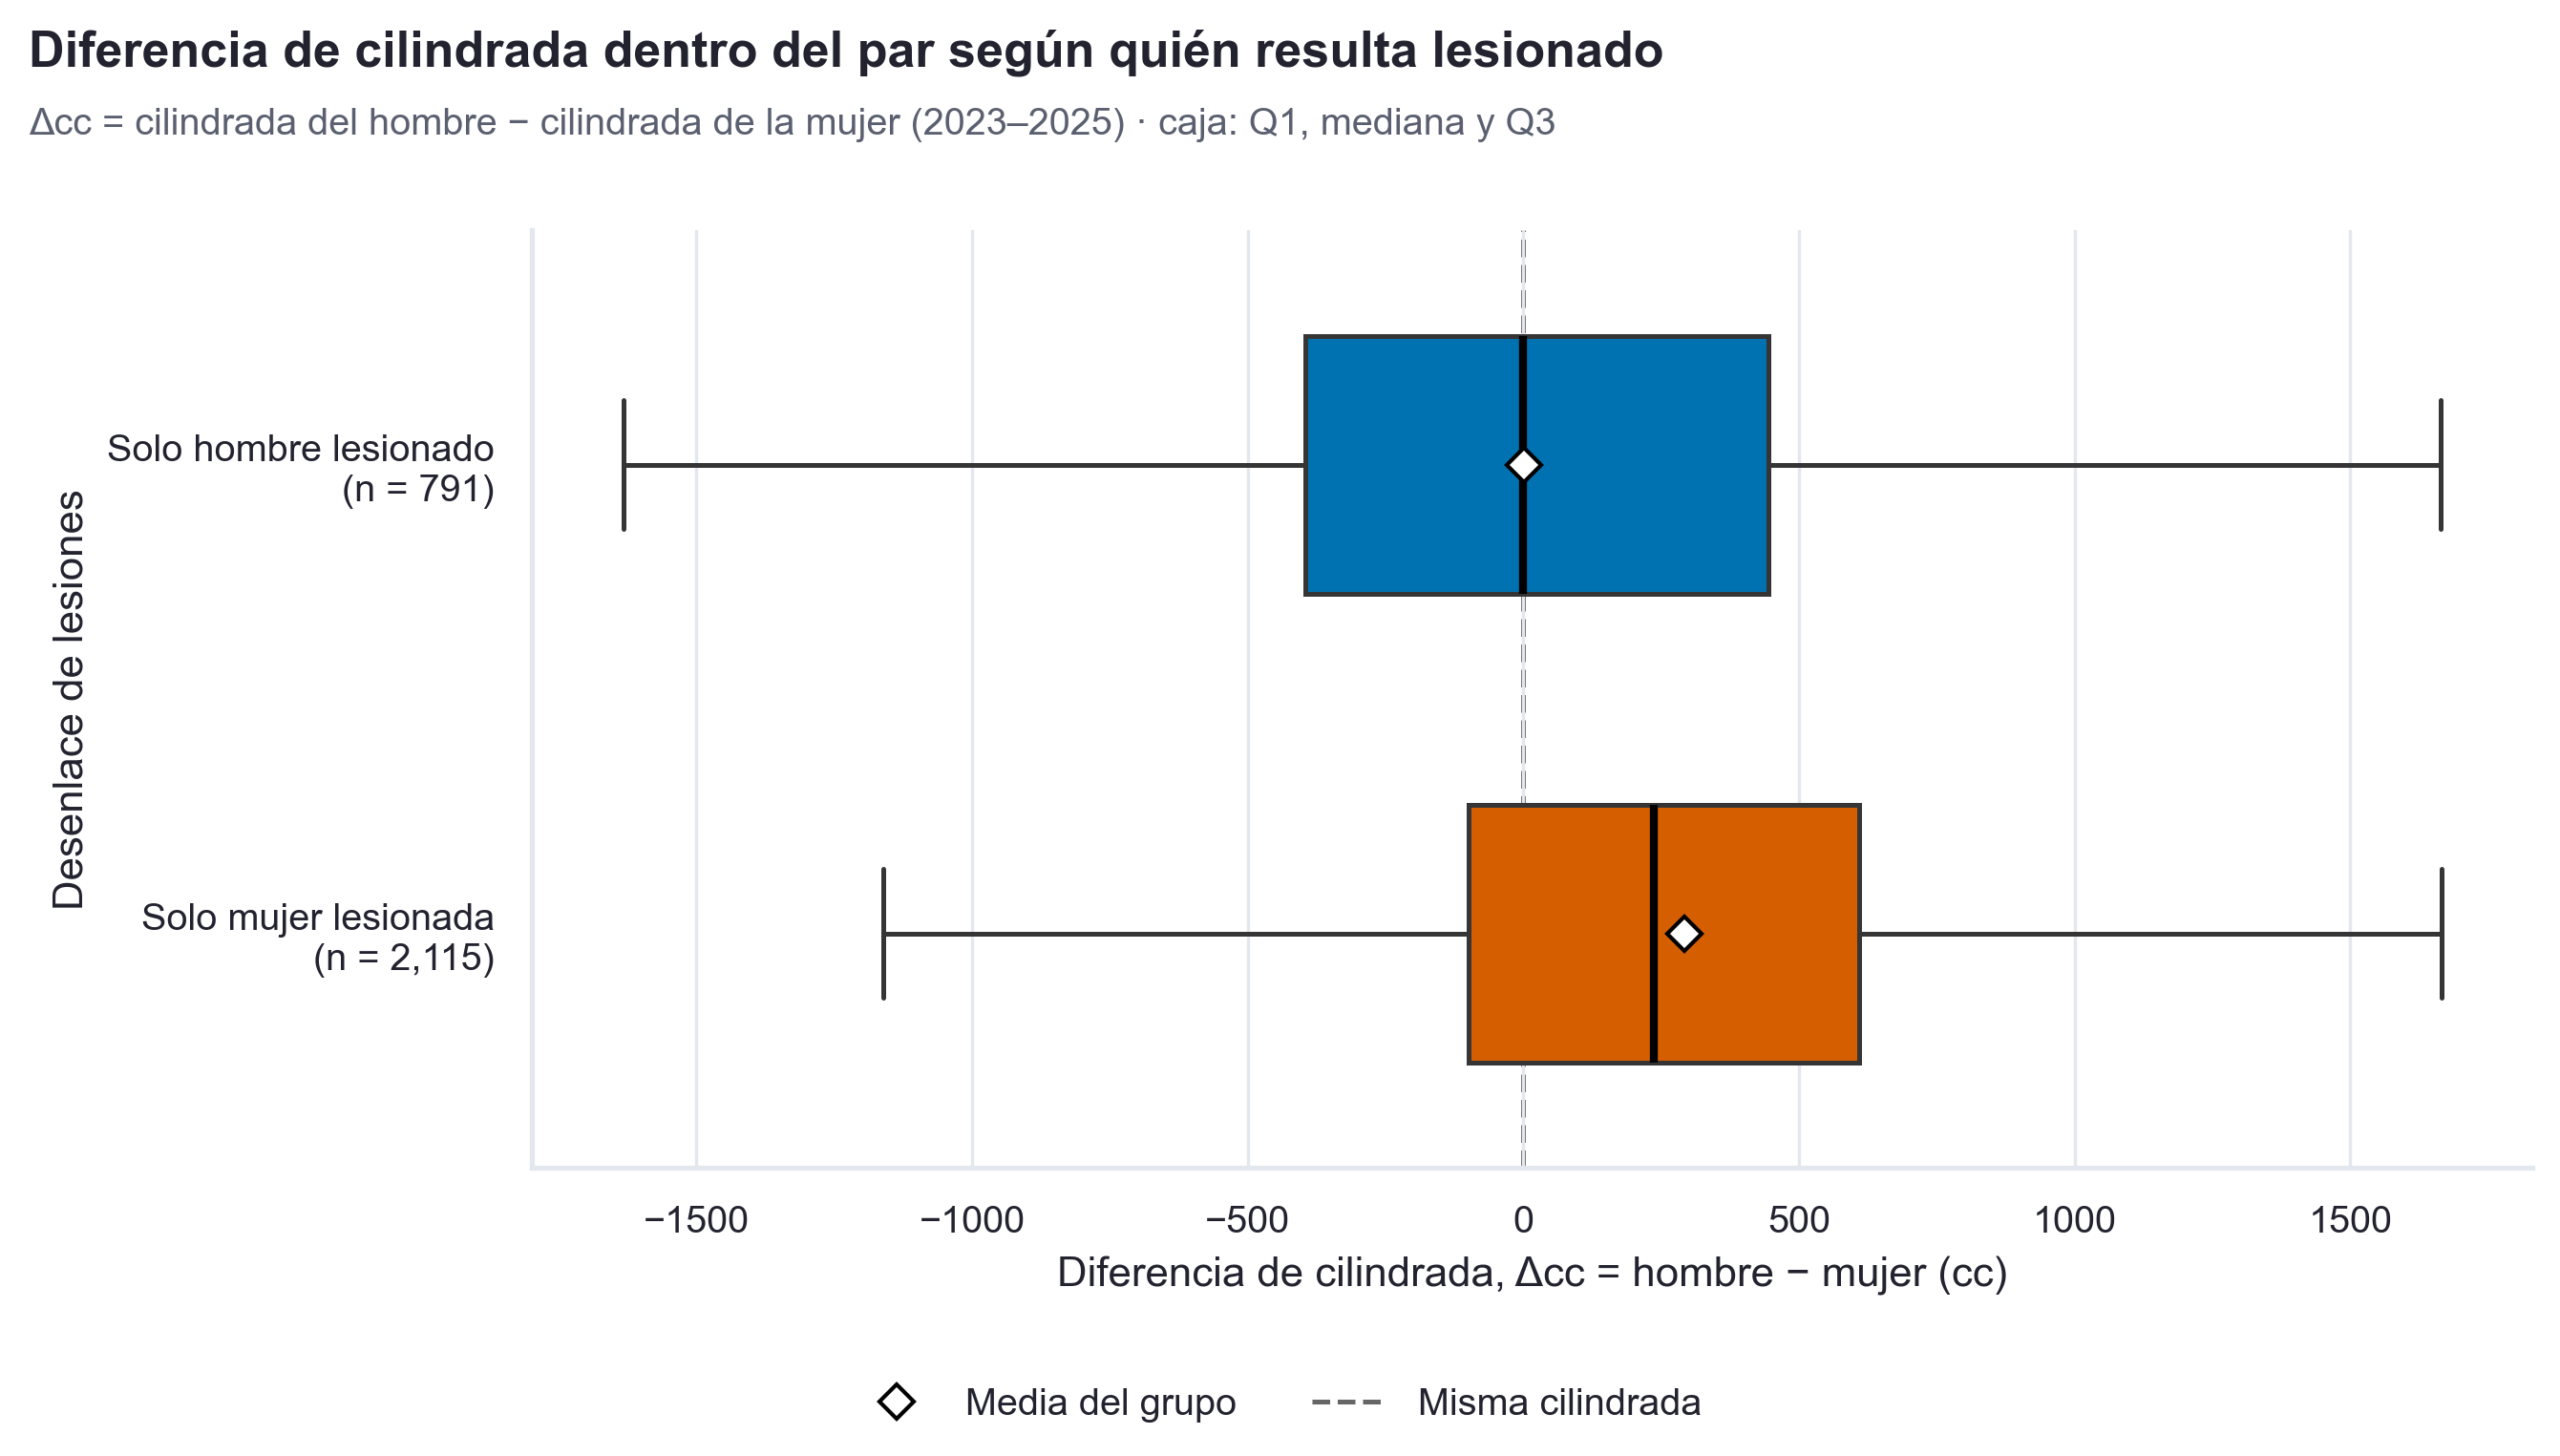 Diferencia de cilindrada dentro del par según quién resulta lesionado
Δcc = cilindrada del hombre − cilindrada de la mujer (2023–2025) · caja: Q1, mediana y Q3
Desenlace de lesiones
Solo hombre lesionado
(n = 791)
Solo mujer lesionada
(n = 2,115)
−1500
−1000
−500
0
500
1000
1500
Diferencia de cilindrada, Δcc = hombre − mujer (cc)
Media del grupo
Misma cilindrada